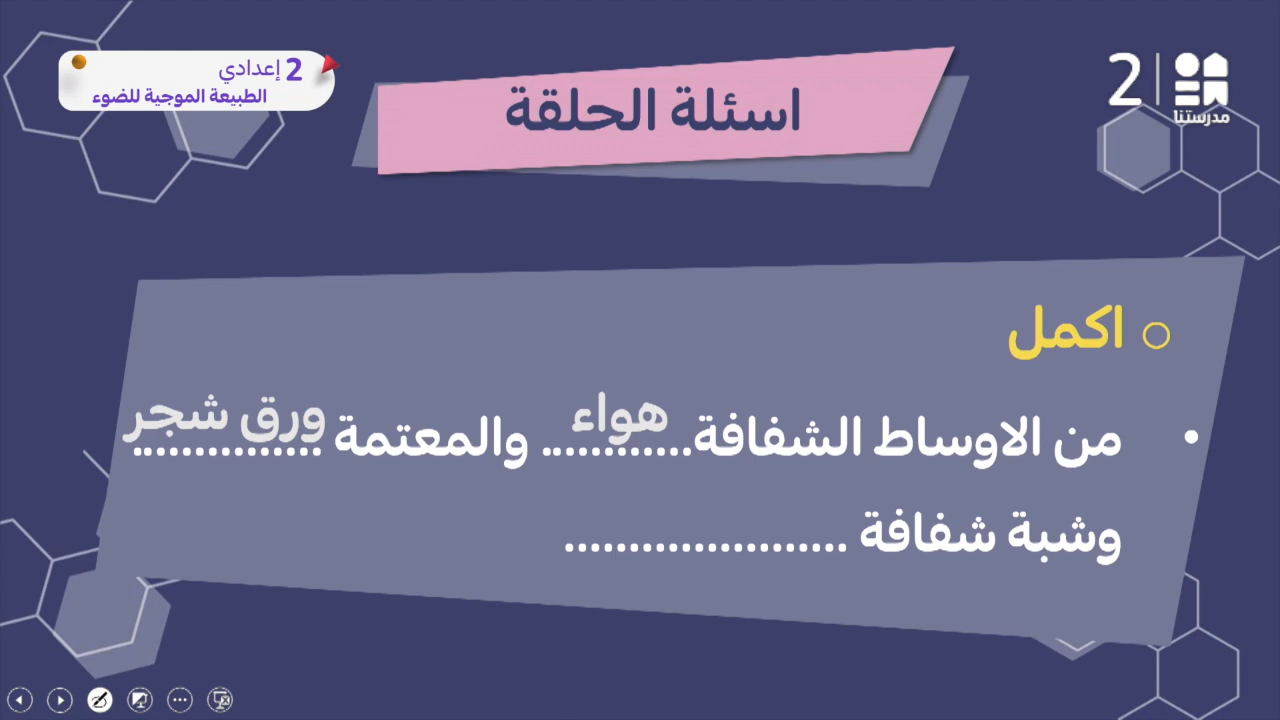 2 إعدادي
الطبيعة الموجية للضوء
اسئلة الحلقة
2
مدرستنا
اكمل
من الاوساط الشفافة............ هواء والمعتمة ............... ورق شجر
وشبة شفافة ......................